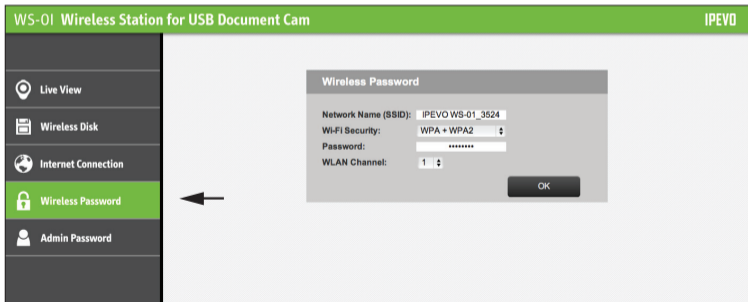 WS-01 Wireless Station for USB Document Cam
IPEVO
Live View
Wireless Disk
Internet Connection
Wireless Password
Admin Password
Wireless Password
Network Name (SSID): IPEVO WS-01_3524
Wi-Fi Security: WPA + WPA2
Password: ••••••••
WLAN Channel: 1
OK